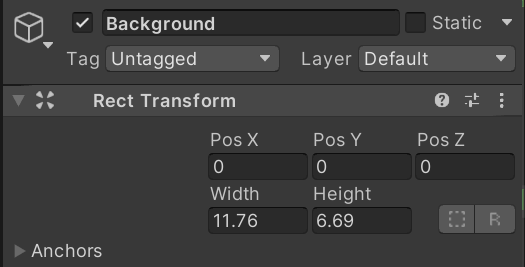 Background Static
Tag Untagged Layer Default
Rect Transform
Pos X Pos Y Pos Z
0 0 0
Width Height
11.76 6.69 R
Anchors